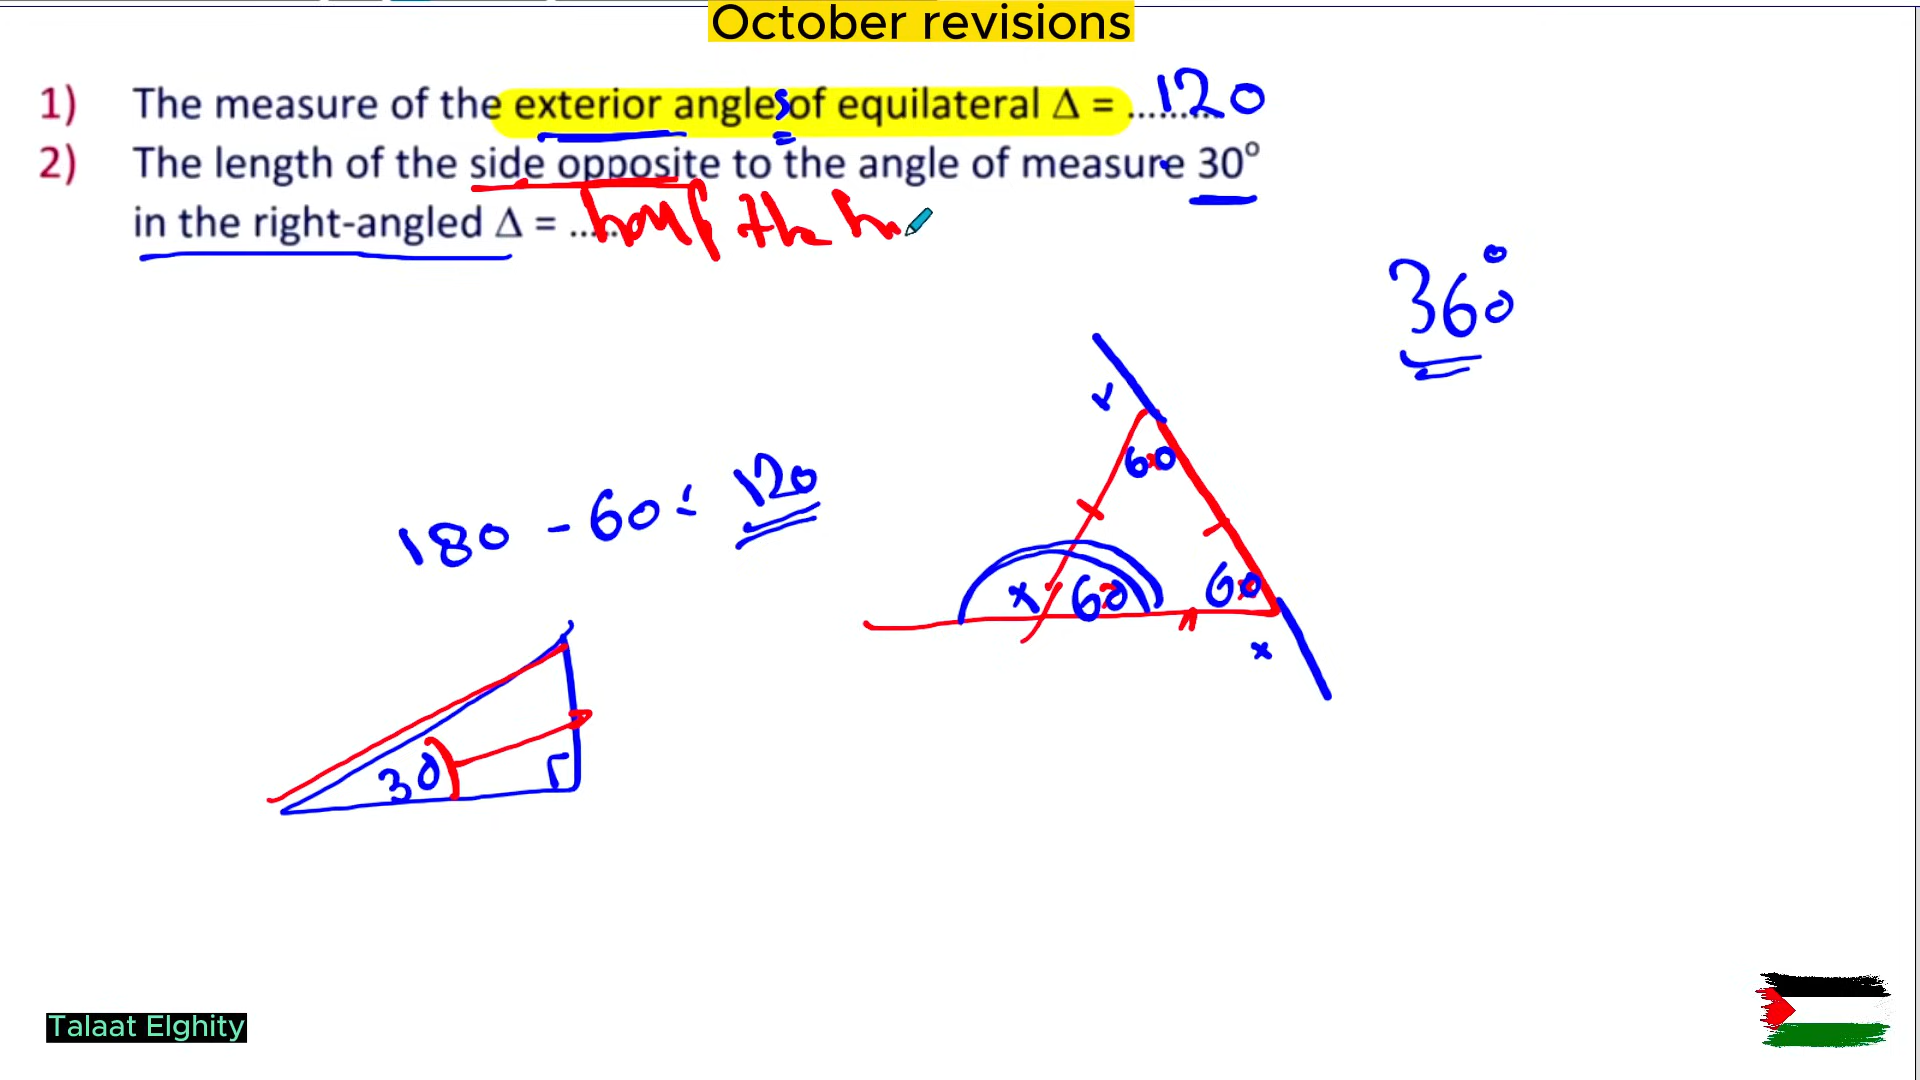 October revisions
1) The measure of the exterior angles of equilateral Δ = .......... 120
2) The length of the side opposite to the angle of measure 30°
in the right-angled Δ = ...... half the
360°
180 - 60 = 120
x
60
x 60
60
x
30
Talaat Elghity